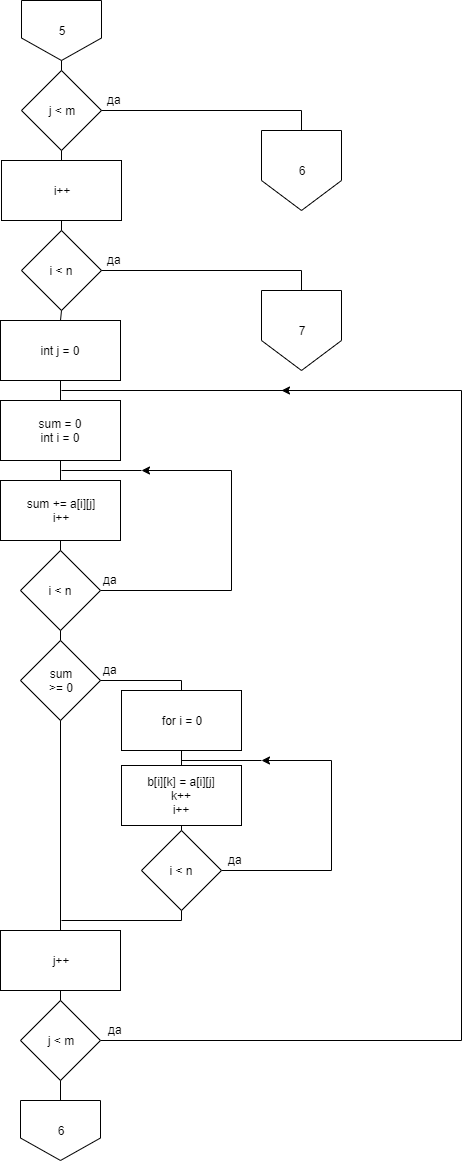 5
j < m
да
6
i++
i < n
да
7
int j = 0
sum = 0
int i = 0
sum += a[i][j]
i++
i < n
да
sum
>= 0
да
for i = 0
b[i][k] = a[i][j]
k++
i++
i < n
да
j++
j < m
да
6